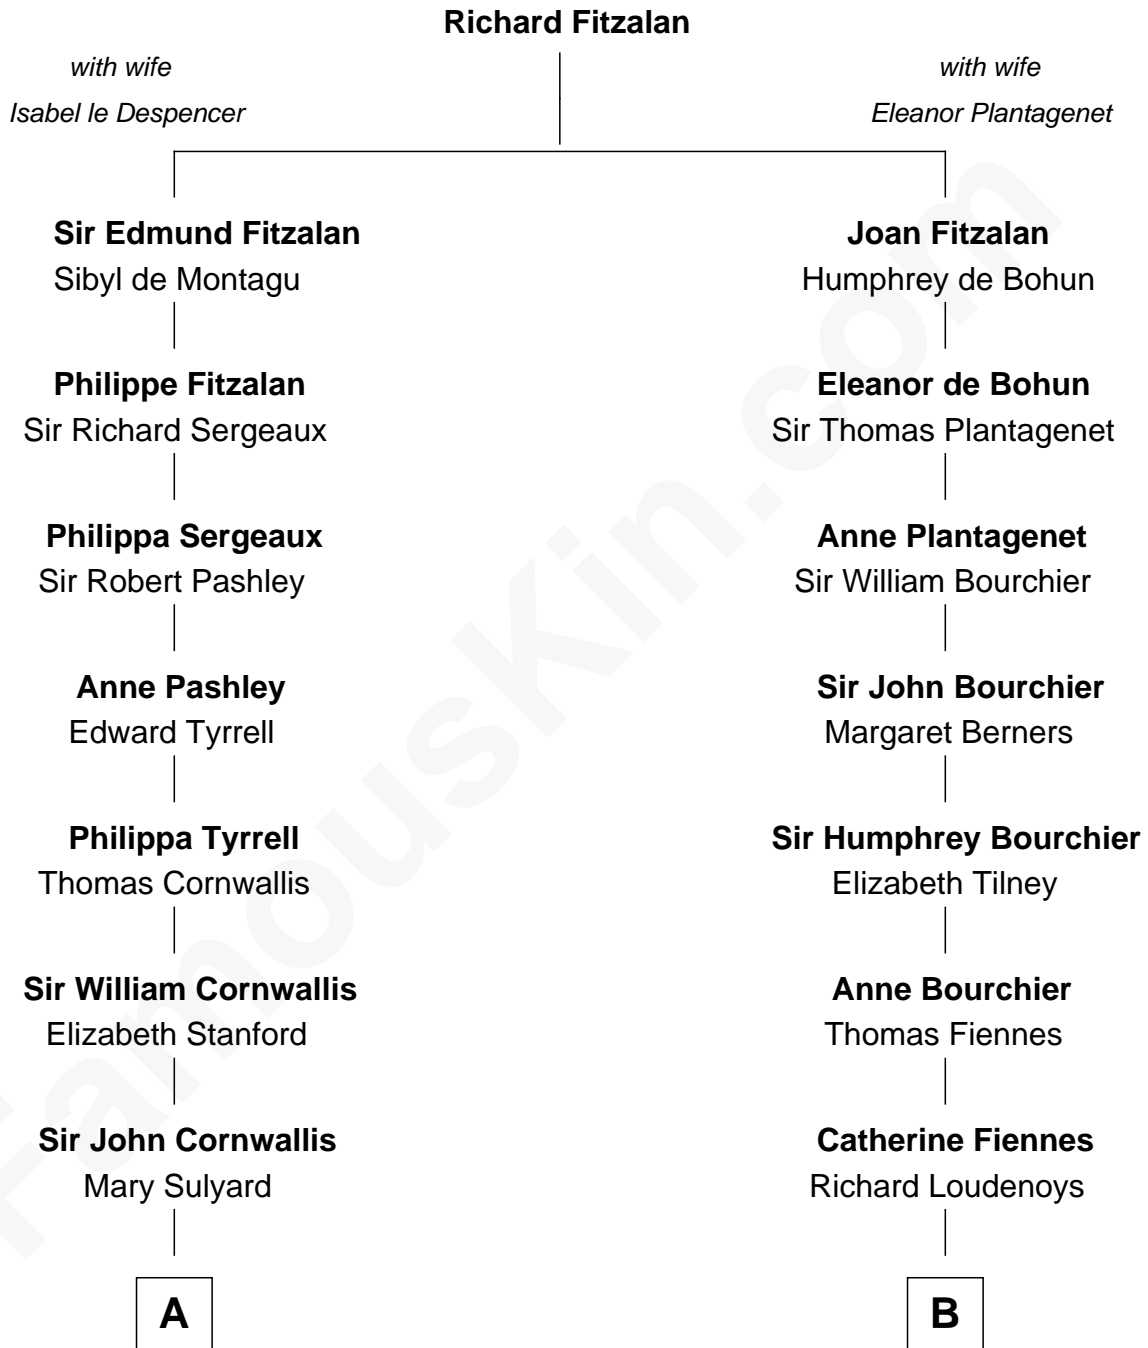 Richard Fitzalan
with wife
Isabel le Despencer
with wife
Eleanor Plantagenet
Sir Edmund Fitzalan
Sibyl de Montagu
Joan Fitzalan
Humphrey de Bohun
Philippe Fitzalan
Sir Richard Sergeaux
Eleanor de Bohun
Sir Thomas Plantagenet
Philippa Sergeaux
Sir Robert Pashley
Anne Plantagenet
Sir William Bourchier
Anne Pashley
Edward Tyrrell
Sir John Bourchier
Margaret Berners
Philippa Tyrrell
Thomas Cornwallis
Sir Humphrey Bourchier
Elizabeth Tilney
Sir William Cornwallis
Elizabeth Stanford
Anne Bourchier
Thomas Fiennes
Sir John Cornwallis
Mary Sulyard
Catherine Fiennes
Richard Loudenoys
A
B
FamousKin.com